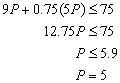 9P + 0.75(5P) ≤ 75
12.75P ≤ 75
P ≤ 5.9
P = 5